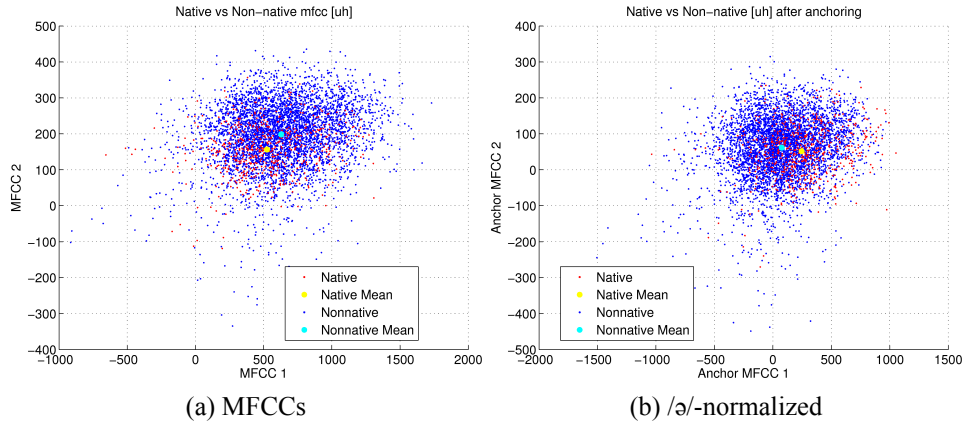 Native vs Non-native mfcc [uh]
500
400
300
200
100
0
−100
−200
−300
−400
MFCC 2
−1000 −500 0 500 1000 1500 2000
MFCC 1
Native
Native Mean
Nonnative
Nonnative Mean
(a) MFCCs
Native vs Non-native [uh] after anchoring
400
300
200
100
0
−100
−200
−300
−400
−500
Anchor MFCC 2
−2000 −1500 −1000 −500 0 500 1000 1500
Anchor MFCC 1
Native
Native Mean
Nonnative
Nonnative Mean
(b) /ə/-normalized